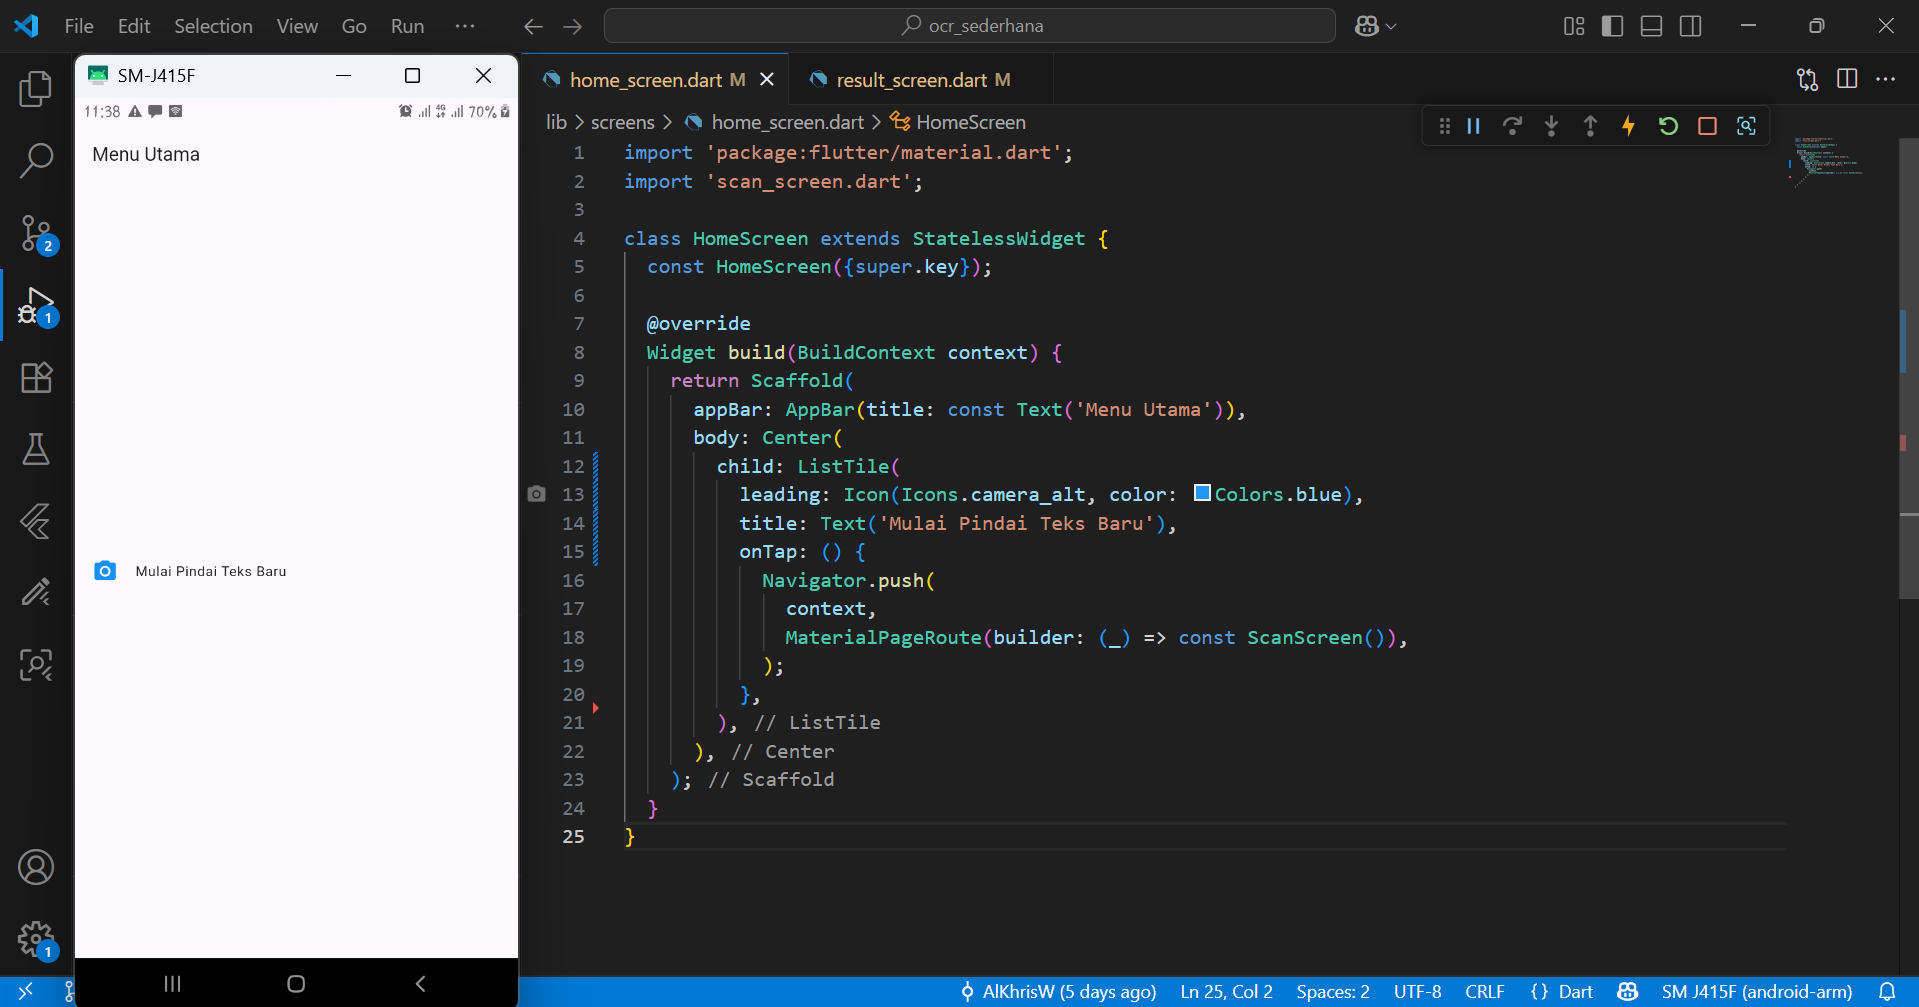 File Edit Selection View Go Run ··· ocr_sederhana
SM-J415F
11:38 4G 70%
Menu Utama
Mulai Pindai Teks Baru
2
1
1
home_screen.dart M
result_screen.dart M
lib > screens > home_screen.dart > HomeScreen
1 import 'package:flutter/material.dart';
2 import 'scan_screen.dart';
3
4 class HomeScreen extends StatelessWidget {
5 const HomeScreen({super.key});
6
7 @override
8 Widget build(BuildContext context) {
9 return Scaffold(
10 appBar: AppBar(title: const Text('Menu Utama')),
11 body: Center(
12 child: ListTile(
13 leading: Icon(Icons.camera_alt, color: Colors.blue),
14 title: Text('Mulai Pindai Teks Baru'),
15 onTap: () {
16 Navigator.push(
17 context,
18 MaterialPageRoute(builder: (_) => const ScanScreen()),
19 );
20 },
21 ), // ListTile
22 ), // Center
23 ); // Scaffold
24 }
25 }
AlKhrisW (5 days ago) Ln 25, Col 2 Spaces: 2 UTF-8 CRLF {} Dart SM J415F (android-arm)